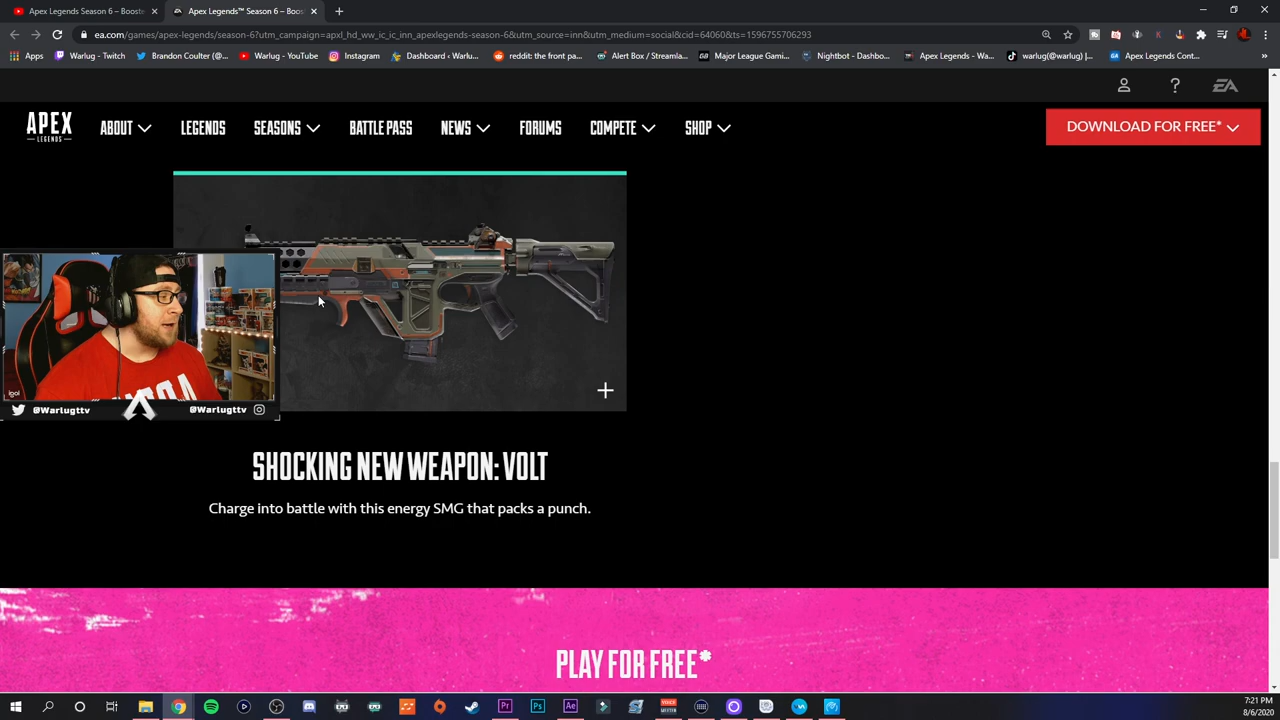 Apex Legends Season 6 – Booste
Apex Legends™ Season 6 – Boost
ea.com/games/apex-legends/season-6?utm_campaign=apxl_hd_ww_ic_ic_inn_apexlegends-season-6&utm_source=inn&utm_medium=social&cid=64060&ts=1596755706293
Apps
Warlug - Twitch
Brandon Coulter (@...
Warlug - YouTube
Instagram
Dashboard ‹ Warlu...
reddit: the front pa...
Alert Box / Streamla...
Major League Gami...
Nightbot - Dashbo...
Apex Legends - Wa...
warlug(@warlug) |...
Apex Legends Cont...
EA
APEX
LEGENDS
ABOUT
LEGENDS
SEASONS
BATTLE PASS
NEWS
FORUMS
COMPETE
SHOP
DOWNLOAD FOR FREE*
@Warlugttv
@Warlugttv
SHOCKING NEW WEAPON: VOLT
Charge into battle with this energy SMG that packs a punch.
PLAY FOR FREE*
7:21 PM
8/6/2020